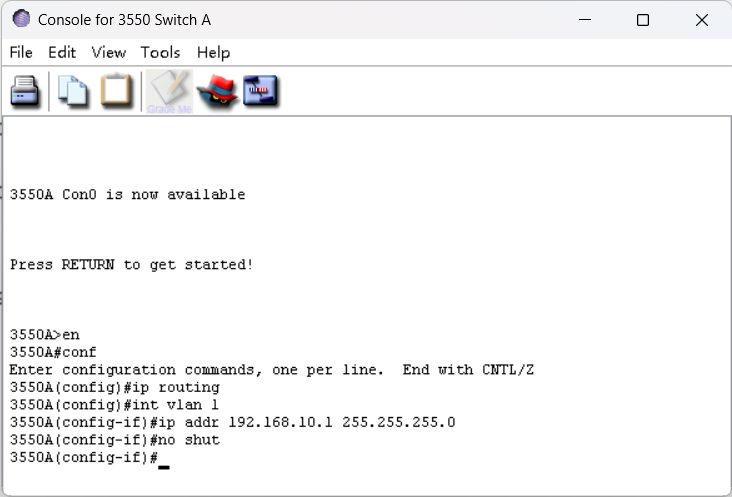 Console for 3550 Switch A
File Edit View Tools Help
Grade Me
3550A Con0 is now available
Press RETURN to get started!
3550A>en
3550A#conf
Enter configuration commands, one per line.  End with CNTL/Z
3550A(config)#ip routing
3550A(config)#int vlan 1
3550A(config-if)#ip addr 192.168.10.1 255.255.255.0
3550A(config-if)#no shut
3550A(config-if)#